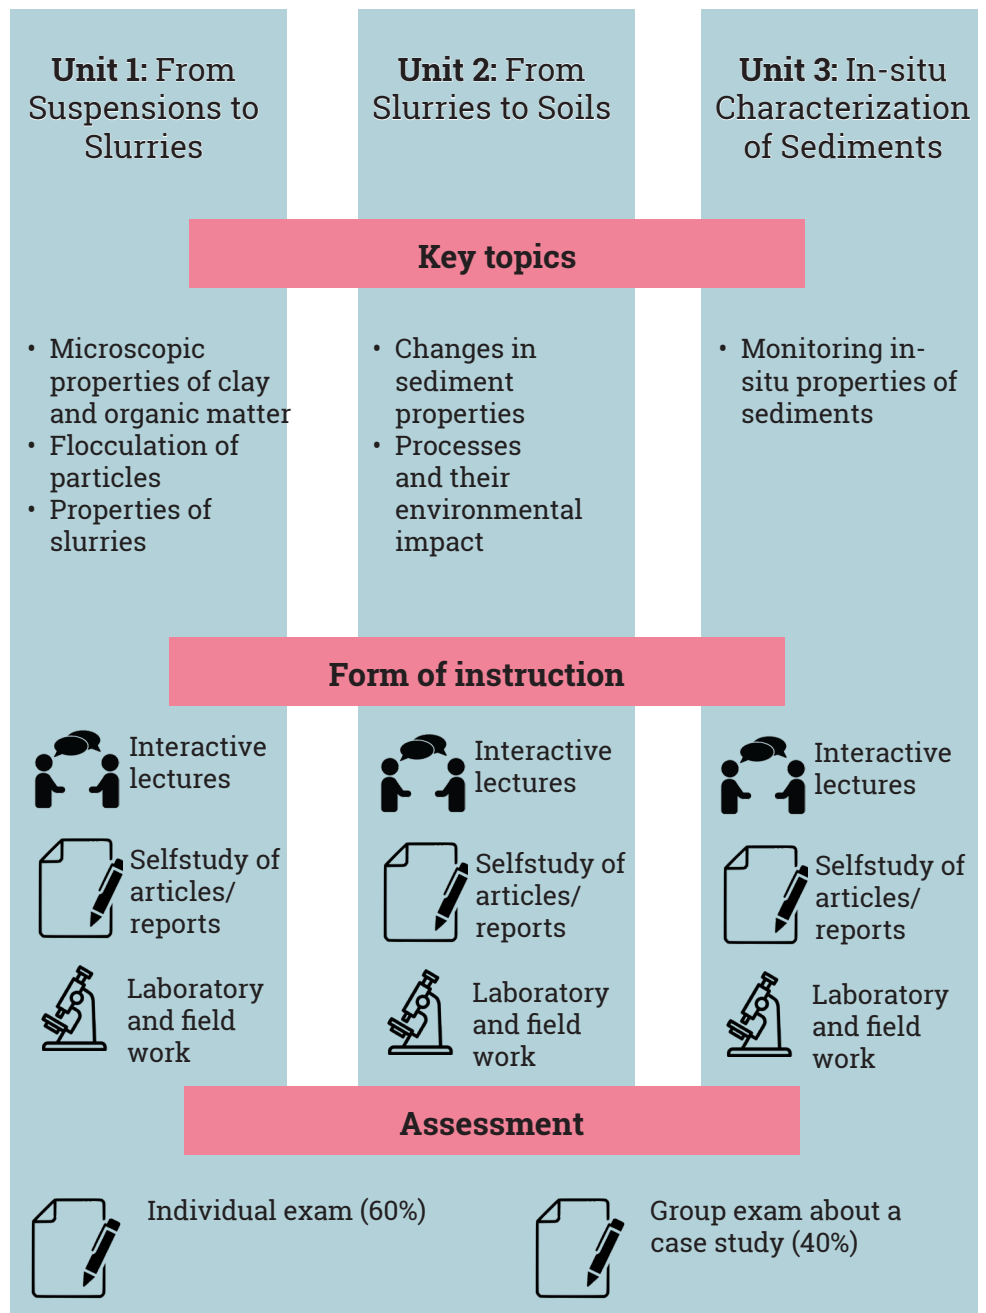 Unit 1: From
Suspensions to
Slurries
Unit 2: From
Slurries to Soils
Unit 3: In-situ
Characterization
of Sediments
Key topics
• Microscopic
properties of clay
and organic matter
• Flocculation of
particles
• Properties of
slurries
• Changes in
sediment
properties
• Processes
and their
environmental
impact
• Monitoring in-
situ properties of
sediments
Form of instruction
Interactive
lectures
Selfstudy of
articles/
reports
Laboratory
and field
work
Interactive
lectures
Selfstudy of
articles/
reports
Laboratory
and field
work
Interactive
lectures
Selfstudy of
articles/
reports
Laboratory
and field
work
Assessment
Individual exam (60%)
Group exam about a
case study (40%)